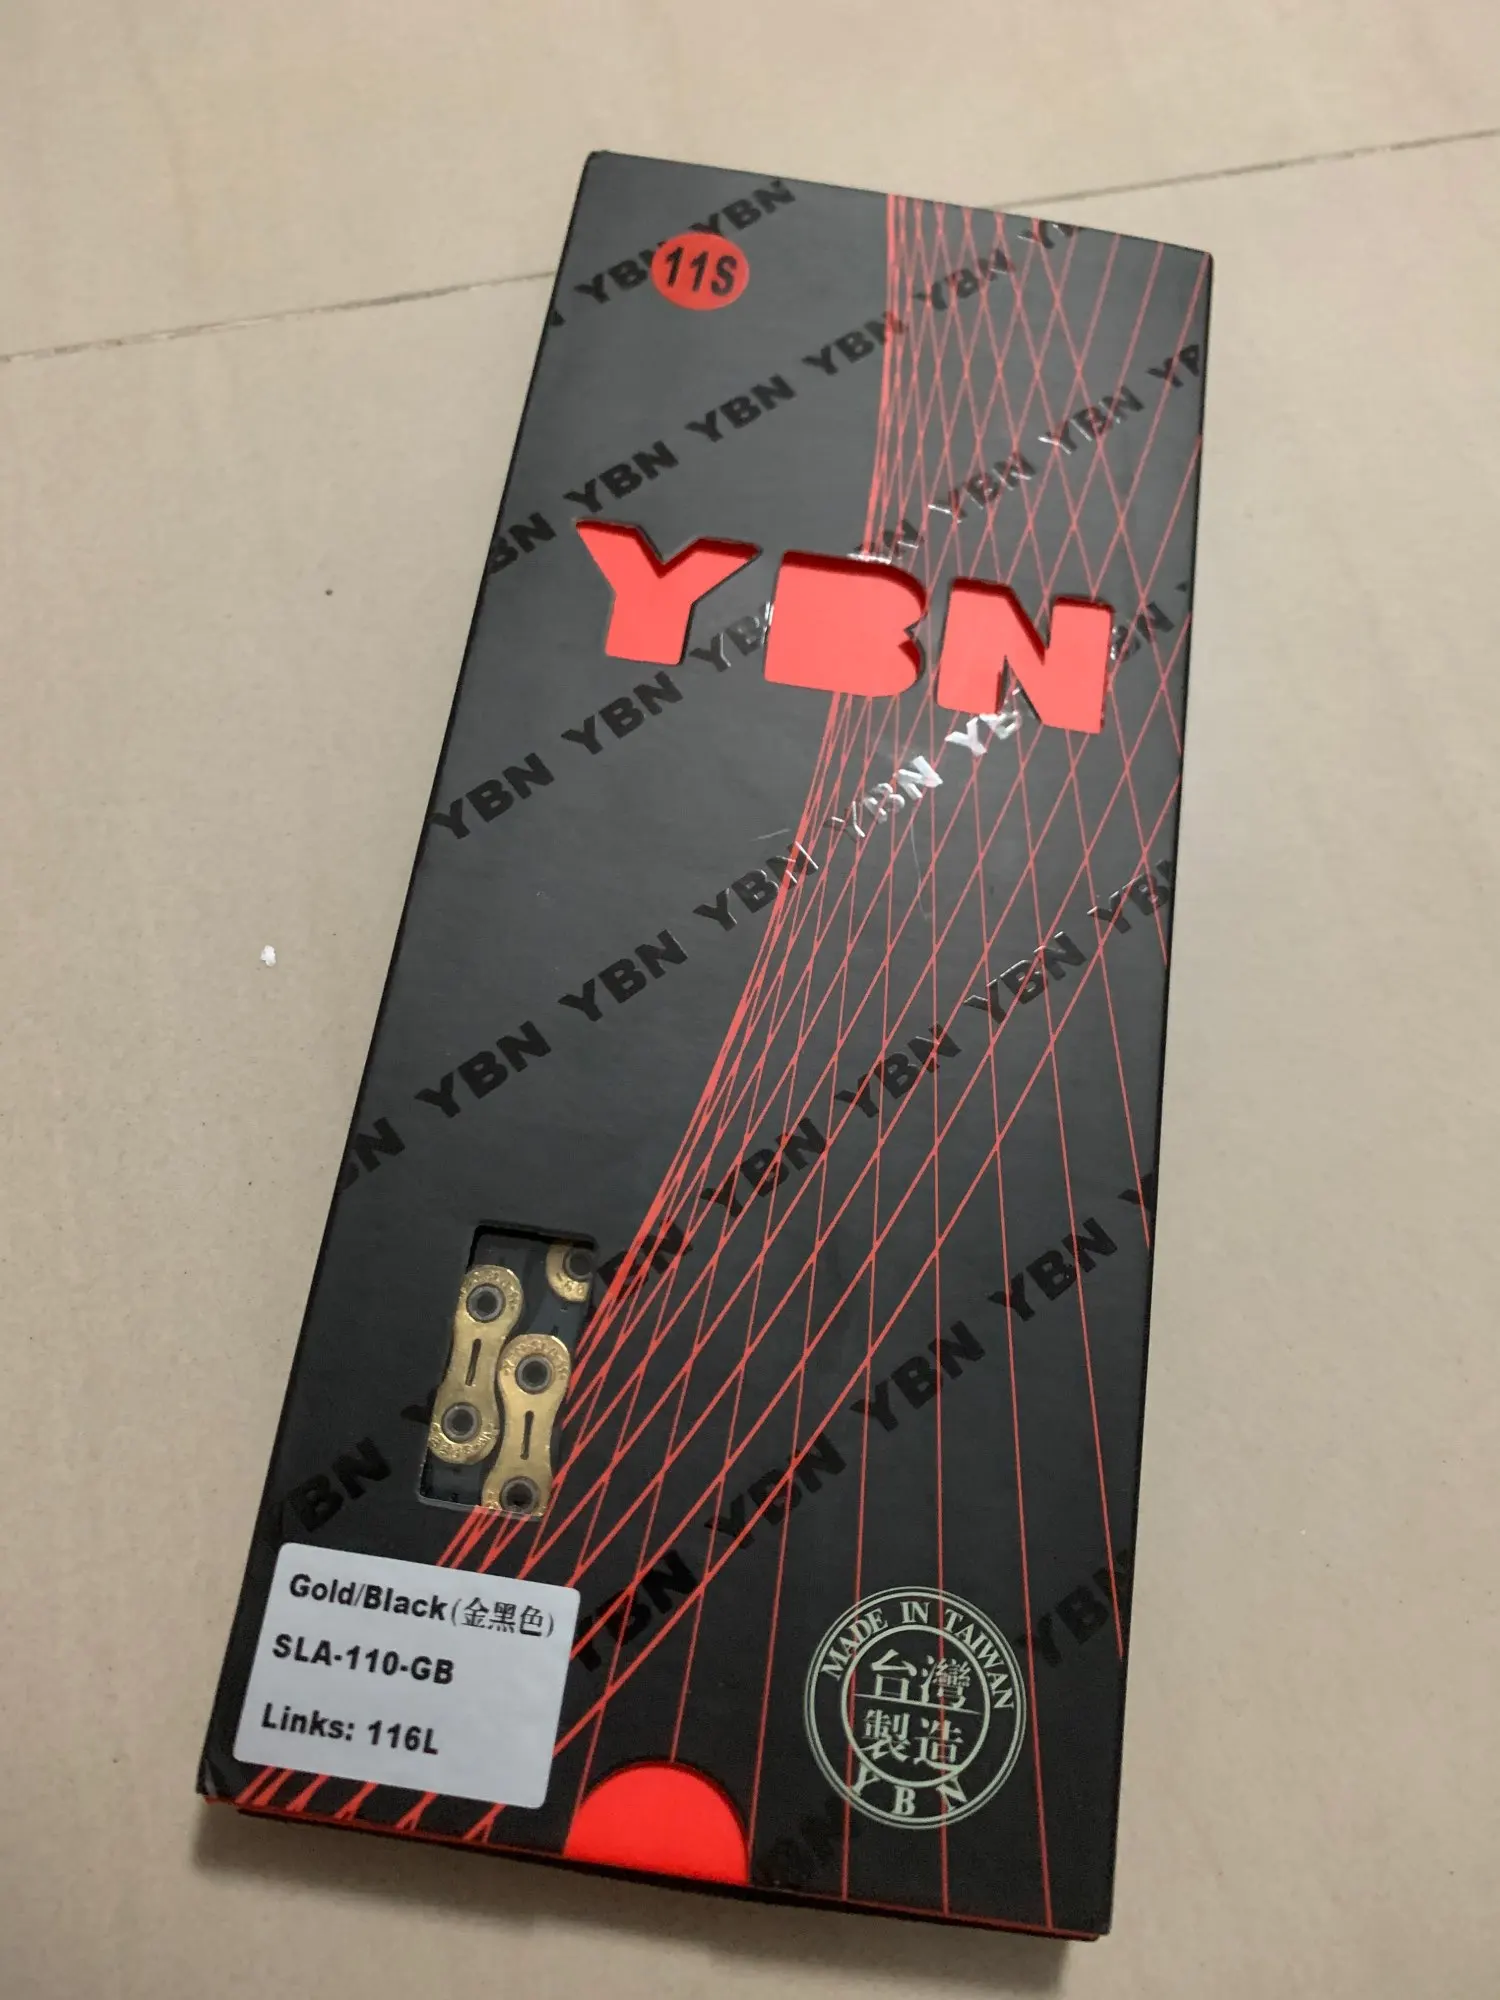 11S
YBN
Gold/Black(金黑色)
SLA-110-GB
Links: 116L
MADE IN TAIWAN
台灣
製造
YBN